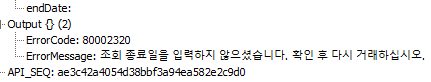 endDate:
Output {} (2)
ErrorCode: 80002320
ErrorMessage: 조회 종료일을 입력하지 않으셨습니다. 확인 후 다시 거래하십시오.
API_SEQ: ae3c42a4054d38bbf3a94ea582e2c9d0